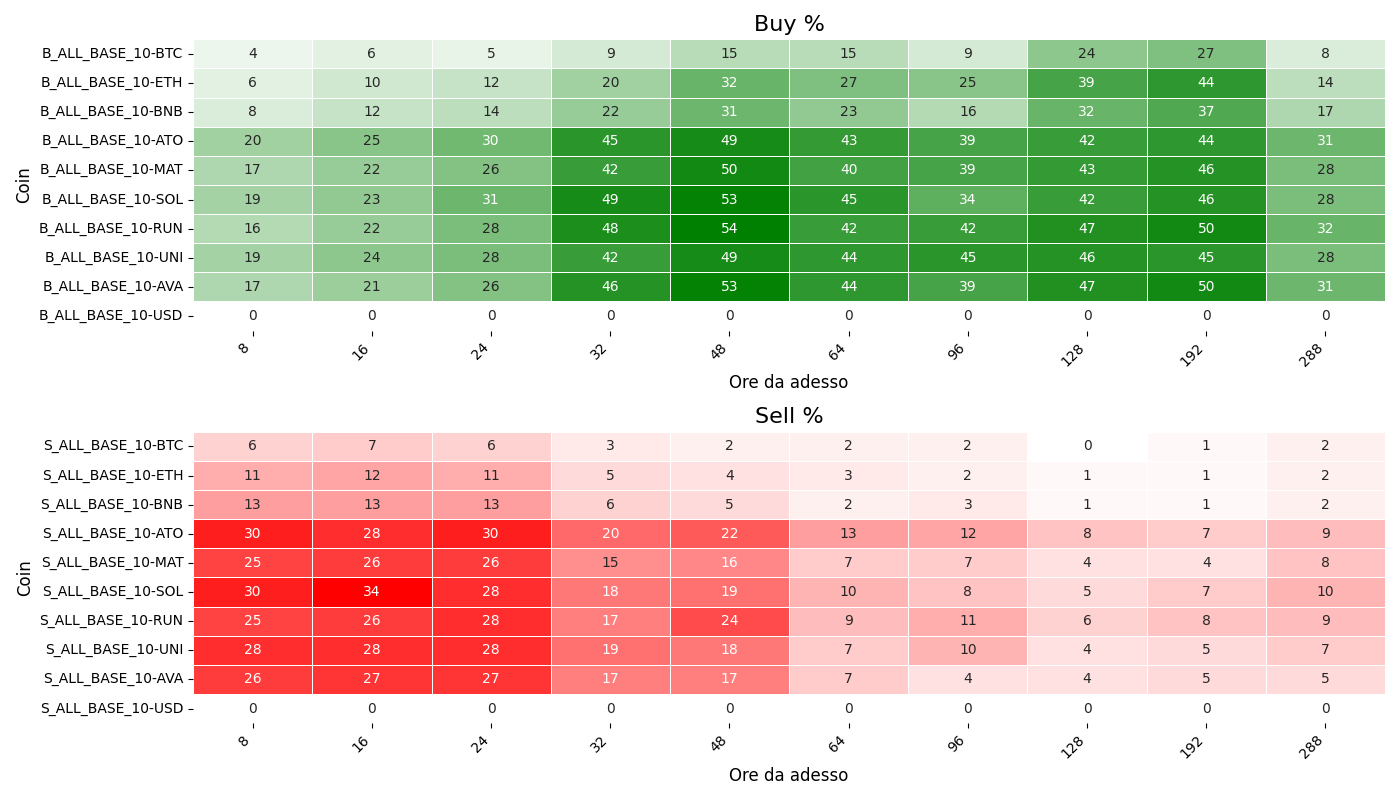 Buy %
B_ALL_BASE_10-BTC 4 6 5 9 15 15 9 24 27 8
B_ALL_BASE_10-ETH 6 10 12 20 32 27 25 39 44 14
B_ALL_BASE_10-BNB 8 12 14 22 31 23 16 32 37 17
B_ALL_BASE_10-ATO 20 25 30 45 49 43 39 42 44 31
B_ALL_BASE_10-MAT 17 22 26 42 50 40 39 43 46 28
Coin
B_ALL_BASE_10-SOL 19 23 31 49 53 45 34 42 46 28
B_ALL_BASE_10-RUN 16 22 28 48 54 42 42 47 50 32
B_ALL_BASE_10-UNI 19 24 28 42 49 44 45 46 45 28
B_ALL_BASE_10-AVA 17 21 26 46 53 44 39 47 50 31
B_ALL_BASE_10-USD 0 0 0 0 0 0 0 0 0 0
8 16 24 32 48 64 96 128 192 288
Ore da adesso
Sell %
S_ALL_BASE_10-BTC 6 7 6 3 2 2 2 0 1 2
S_ALL_BASE_10-ETH 11 12 11 5 4 3 2 1 1 2
S_ALL_BASE_10-BNB 13 13 13 6 5 2 3 1 1 2
S_ALL_BASE_10-ATO 30 28 30 20 22 13 12 8 7 9
S_ALL_BASE_10-MAT 25 26 26 15 16 7 7 4 4 8
Coin
S_ALL_BASE_10-SOL 30 34 28 18 19 10 8 5 7 10
S_ALL_BASE_10-RUN 25 26 28 17 24 9 11 6 8 9
S_ALL_BASE_10-UNI 28 28 28 19 18 7 10 4 5 7
S_ALL_BASE_10-AVA 26 27 27 17 17 7 4 4 5 5
S_ALL_BASE_10-USD 0 0 0 0 0 0 0 0 0 0
8 16 24 32 48 64 96 128 192 288
Ore da adesso